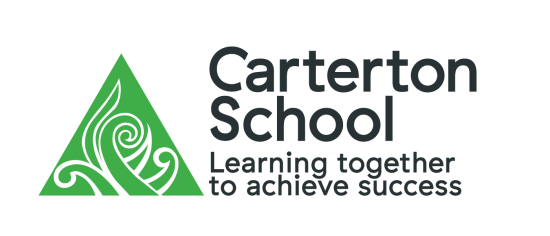 Carterton
School
Learning together
to achieve success